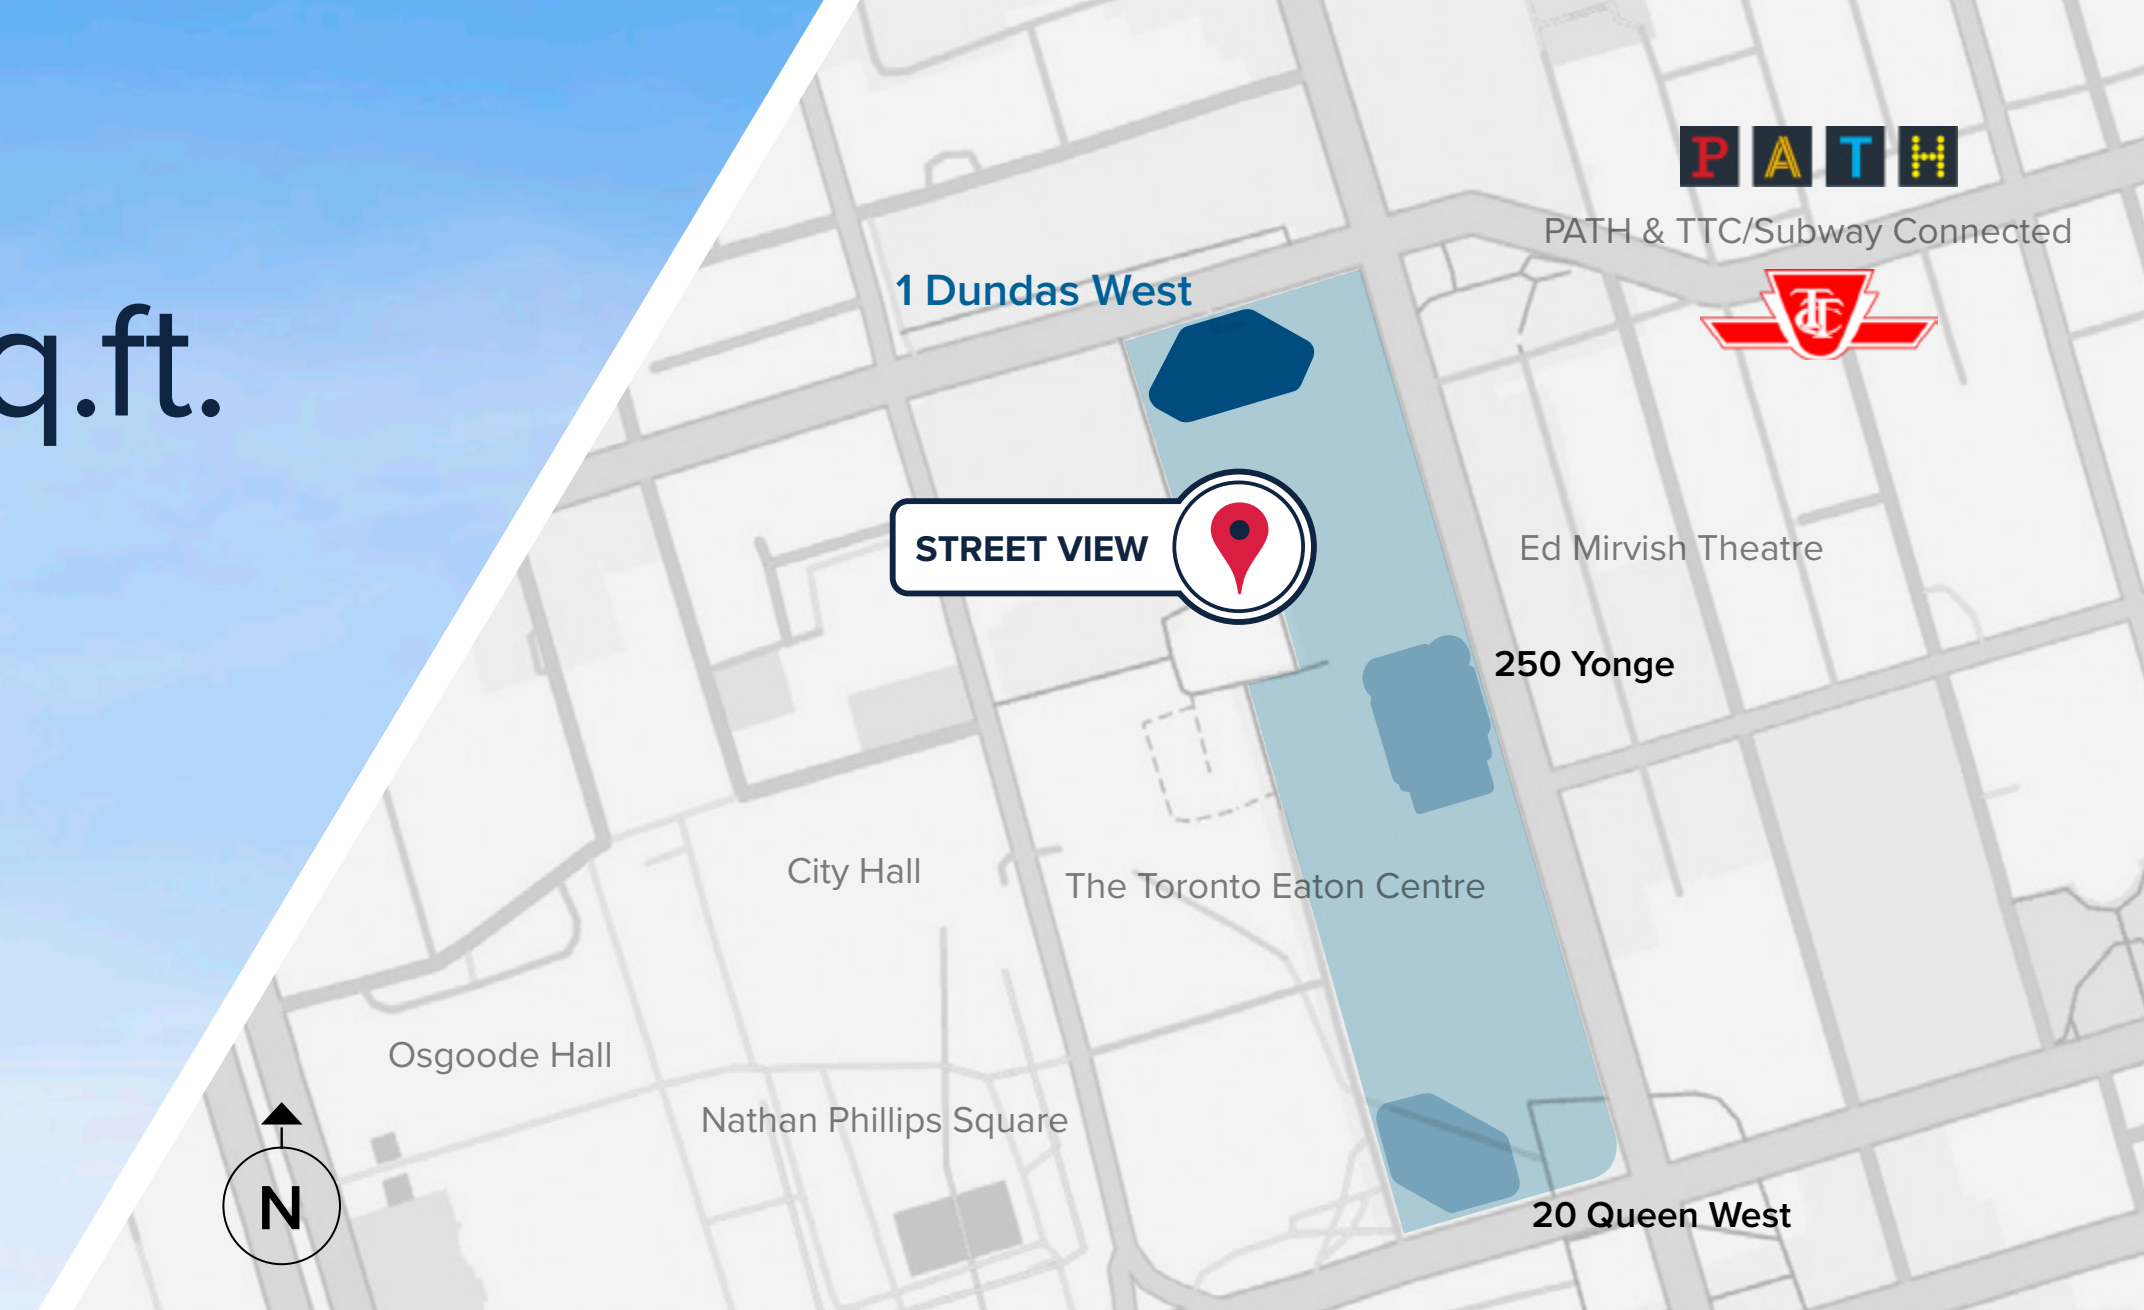 q.ft.
PATH
PATH & TTC/Subway Connected
TTC
1 Dundas West
STREET VIEW
Ed Mirvish Theatre
250 Yonge
City Hall
The Toronto Eaton Centre
Osgoode Hall
Nathan Phillips Square
N
20 Queen West